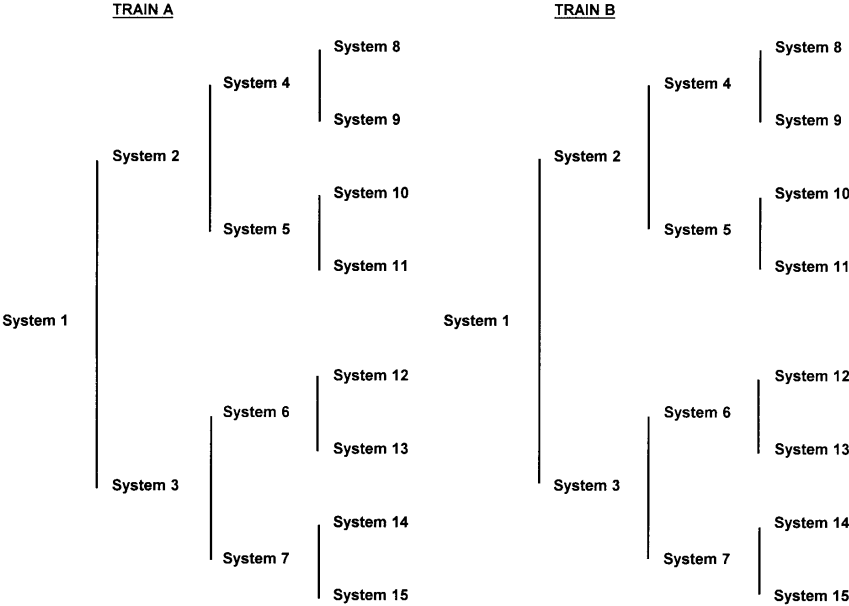 TRAIN A
System 8
System 4
System 9
System 2
System 10
System 5
System 11
System 1
System 12
System 6
System 13
System 3
System 14
System 7
System 15
TRAIN B
System 8
System 4
System 9
System 2
System 10
System 5
System 11
System 1
System 12
System 6
System 13
System 3
System 14
System 7
System 15